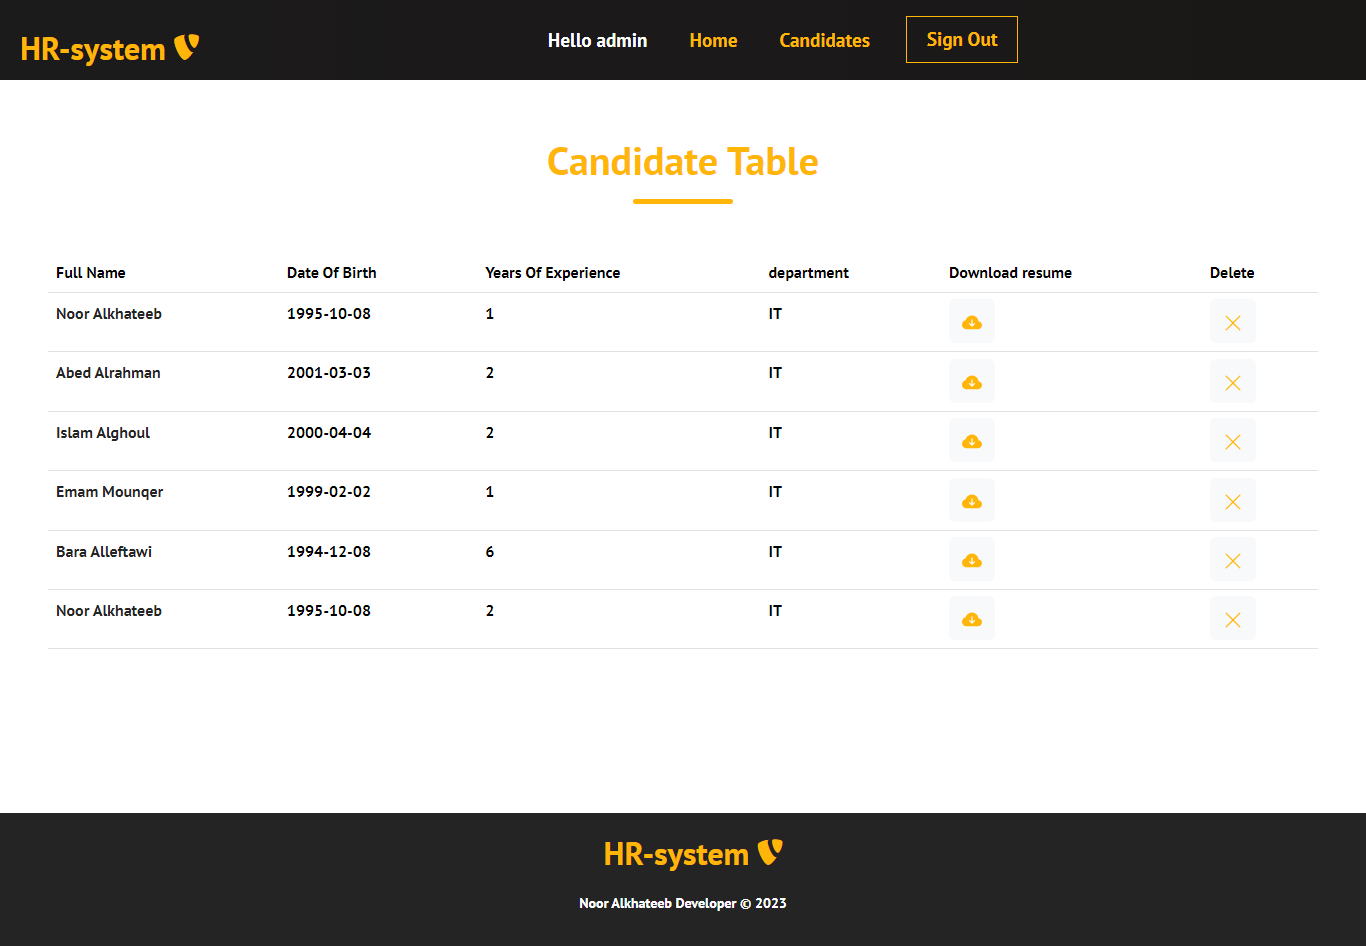 HR-system
Hello admin Home Candidates Sign Out
Candidate Table
Full Name Date Of Birth Years Of Experience department Download resume Delete
Noor Alkhateeb 1995-10-08 1 IT
Abed Alrahman 2001-03-03 2 IT
Islam Alghoul 2000-04-04 2 IT
Emam Mounqer 1999-02-02 1 IT
Bara Alleftawi 1994-12-08 6 IT
Noor Alkhateeb 1995-10-08 2 IT
HR-system
Noor Alkhateeb Developer © 2023